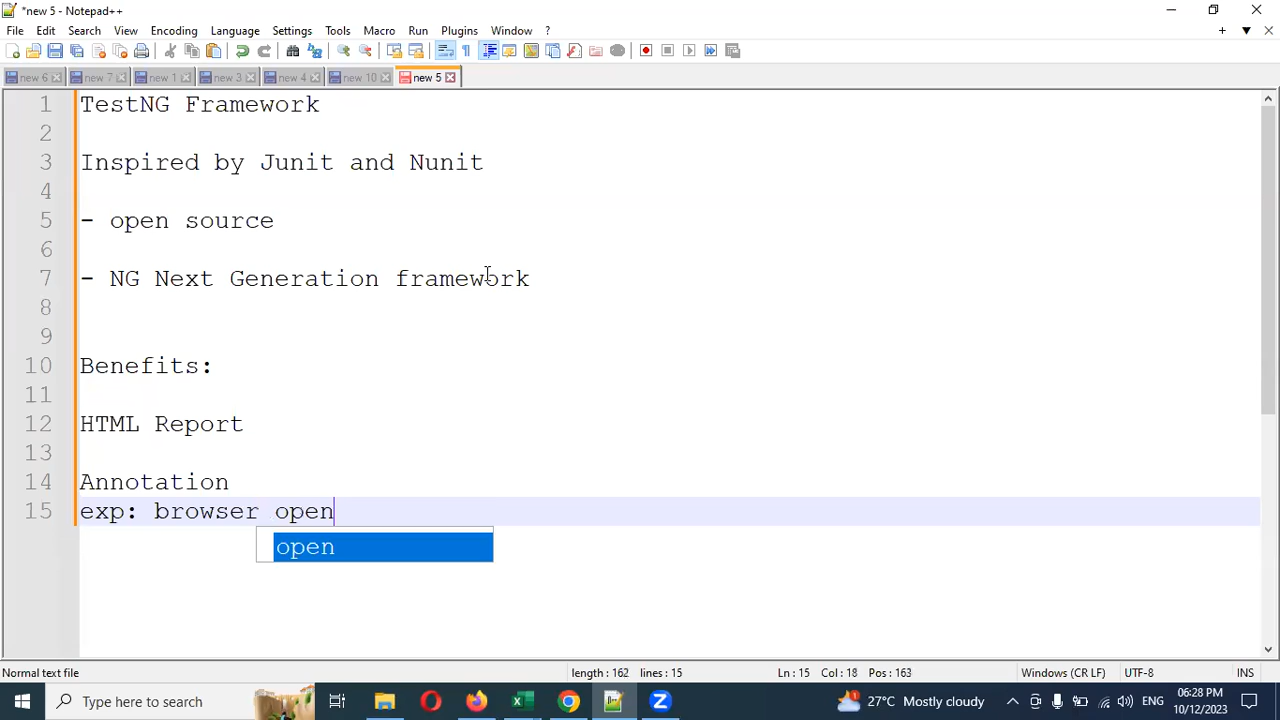 *new 5 - Notepad++
File Edit Search View Encoding Language Settings Tools Macro Run Plugins Window ?
new 6 new 7 new 1 new 3 new 4 new 10 new 5
1 TestNG Framework
2
3 Inspired by Junit and Nunit
4
5 - open source
6
7 - NG Next Generation framework
8
9
10 Benefits:
11
12 HTML Report
13
14 Annotation
15 exp: browser open
open
Normal text file length : 162 lines : 15 Ln : 15 Col : 18 Pos : 163 Windows (CR LF) UTF-8 INS
Type here to search 27°C Mostly cloudy ENG 06:28 PM
10/12/2023